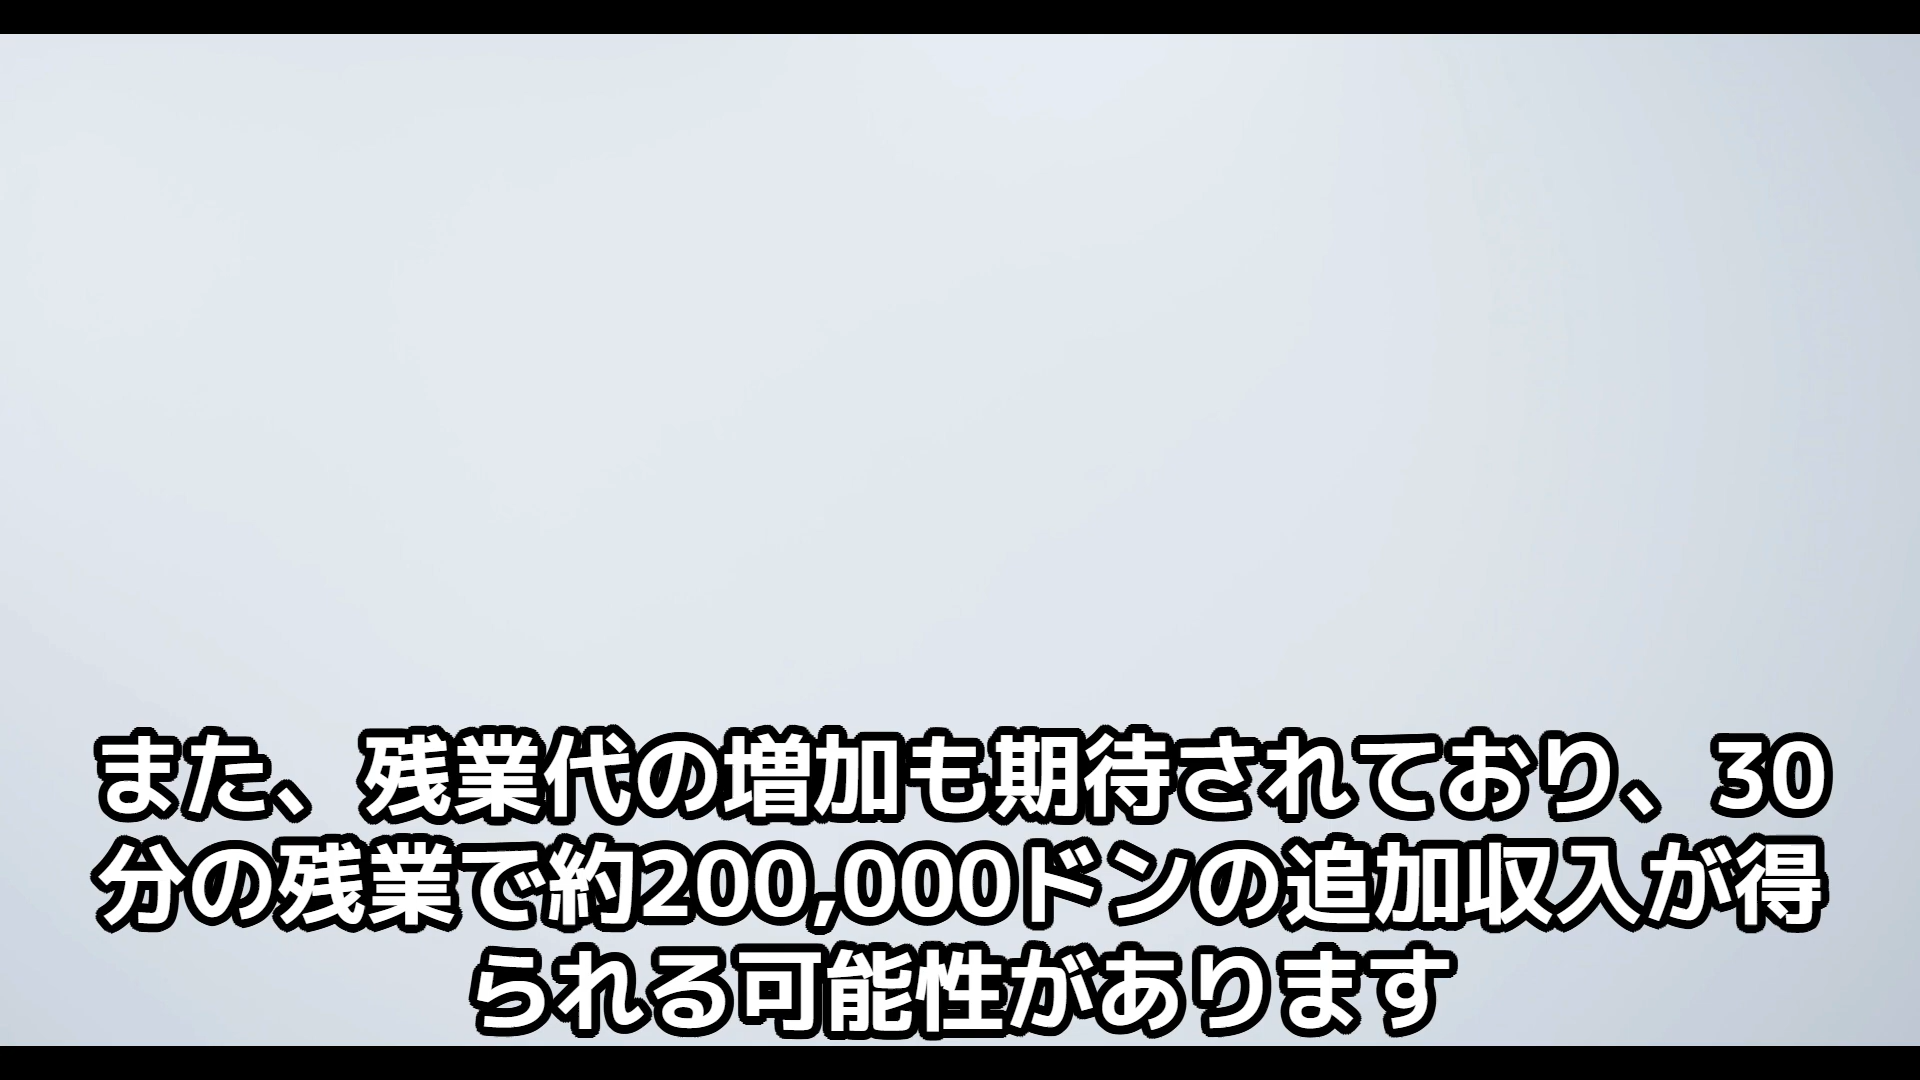 また、残業代の増加も期待されており、30
分の残業で約200,000ドンの追加収入が得
られる可能性があります